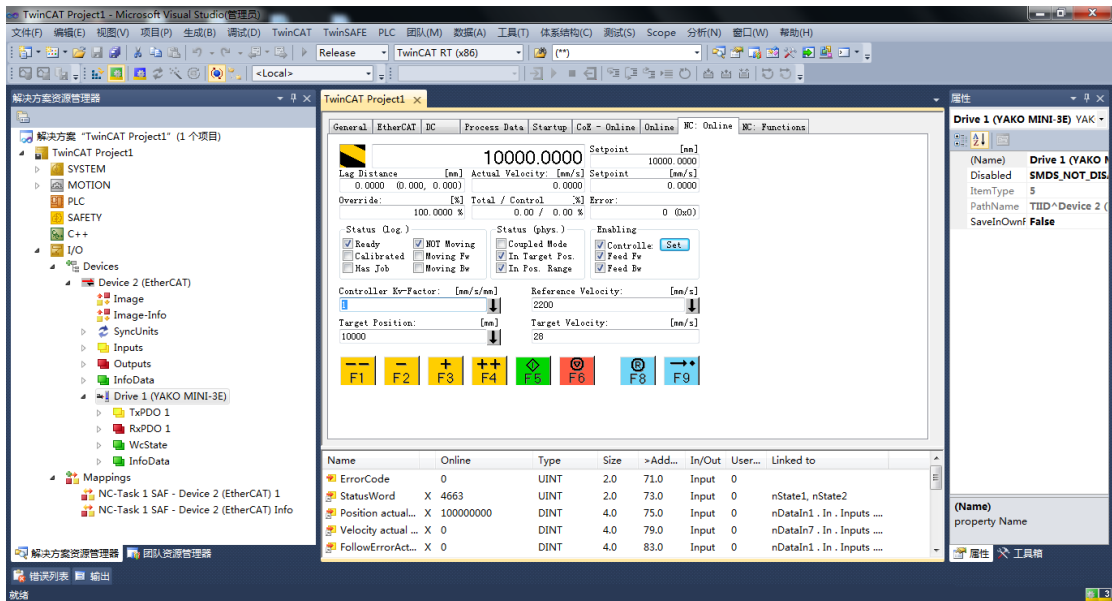 TwinCAT Project1 - Microsoft Visual Studio(管理员)
文件(F) 编辑(E) 视图(V) 项目(P) 生成(B) 调试(D) TwinCAT TwinSAFE PLC 团队(M) 数据(A) 工具(T) 体系结构(C) 测试(S) Scope 分析(N) 窗口(W) 帮助(H)
Release TwinCAT RT (x86) (**)
<Local>
解决方案资源管理器
解决方案 "TwinCAT Project1" (1 个项目)
TwinCAT Project1
SYSTEM
MOTION
PLC
SAFETY
C++
I/O
Devices
Device 2 (EtherCAT)
Image
Image-Info
SyncUnits
Inputs
Outputs
InfoData
Drive 1 (YAKO MINI-3E)
TxPDO 1
RxPDO 1
WcState
InfoData
Mappings
NC-Task 1 SAF - Device 2 (EtherCAT) 1
NC-Task 1 SAF - Device 2 (EtherCAT) Info
解决方案资源管理器 团队资源管理器
TwinCAT Project1
General EtherCAT DC Process Data Startup CoE - Online Online NC: Online NC: Functions
10000.0000
Setpoint [mm]
10000.0000
Lag Distance [mm] Actual Velocity: [mm/s] Setpoint [mm/s]
0.0000 (0.000, 0.000) 0.0000 0.0000
Override: [%] Total / Control [%] Error:
100.0000 % 0.00 / 0.00 % 0 (0x0)
Status (log.) Status (phys.) Enabling
Ready NOT Moving Coupled Mode Controlle: Set
Calibrated Moving Fw In Target Pos. Feed Fw
Has Job Moving Bw In Pos. Range Feed Bw
Controller Kv-Factor: [mm/s/mm] Reference Velocity: [mm/s]
1 2200
Target Position: [mm] Target Velocity: [mm/s]
10000 28
-- - + ++
F1 F2 F3 F4 F5 F6 F8 F9
Name Online Type Size >Add... In/Out User... Linked to
ErrorCode 0 UINT 2.0 71.0 Input 0
StatusWord X 4663 UINT 2.0 73.0 Input 0 nState1, nState2
Position actual... X 100000000 DINT 4.0 75.0 Input 0 nDataIn1 . In . Inputs ....
Velocity actual ... X 0 DINT 4.0 79.0 Input 0 nDataIn7 . In . Inputs ....
FollowErrorAct... X 0 DINT 4.0 83.0 Input 0 nDataIn1 . In . Inputs ....
属性
Drive 1 (YAKO MINI-3E) YAK
(Name) Drive 1 (YAKO M
Disabled SMDS_NOT_DIS
ItemType 5
PathName TIID^Device 2 (
SaveInOwnF False
(Name)
property Name
属性 工具箱
错误列表 输出
就绪